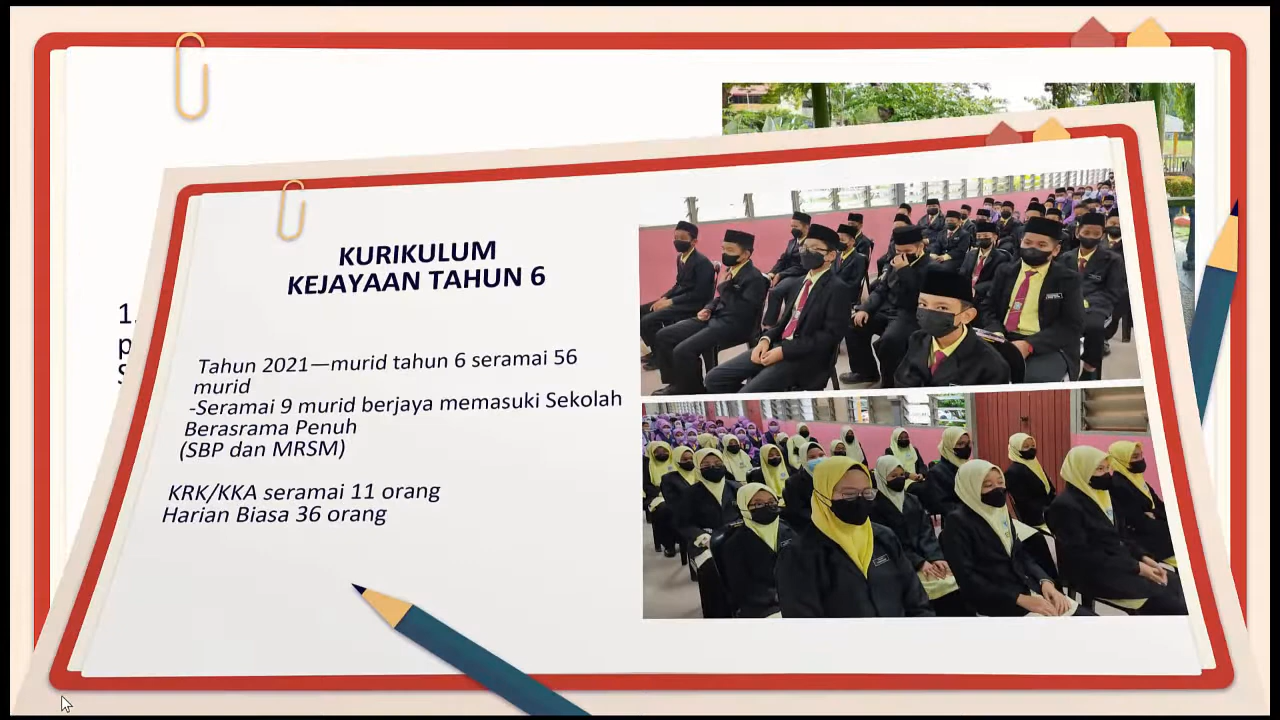 KURIKULUM
KEJAYAAN TAHUN 6
Tahun 2021—murid tahun 6 seramai 56
murid
-Seramai 9 murid berjaya memasuki Sekolah
Berasrama Penuh
(SBP dan MRSM)
KRK/KKA seramai 11 orang
Harian Biasa 36 orang
1.
p